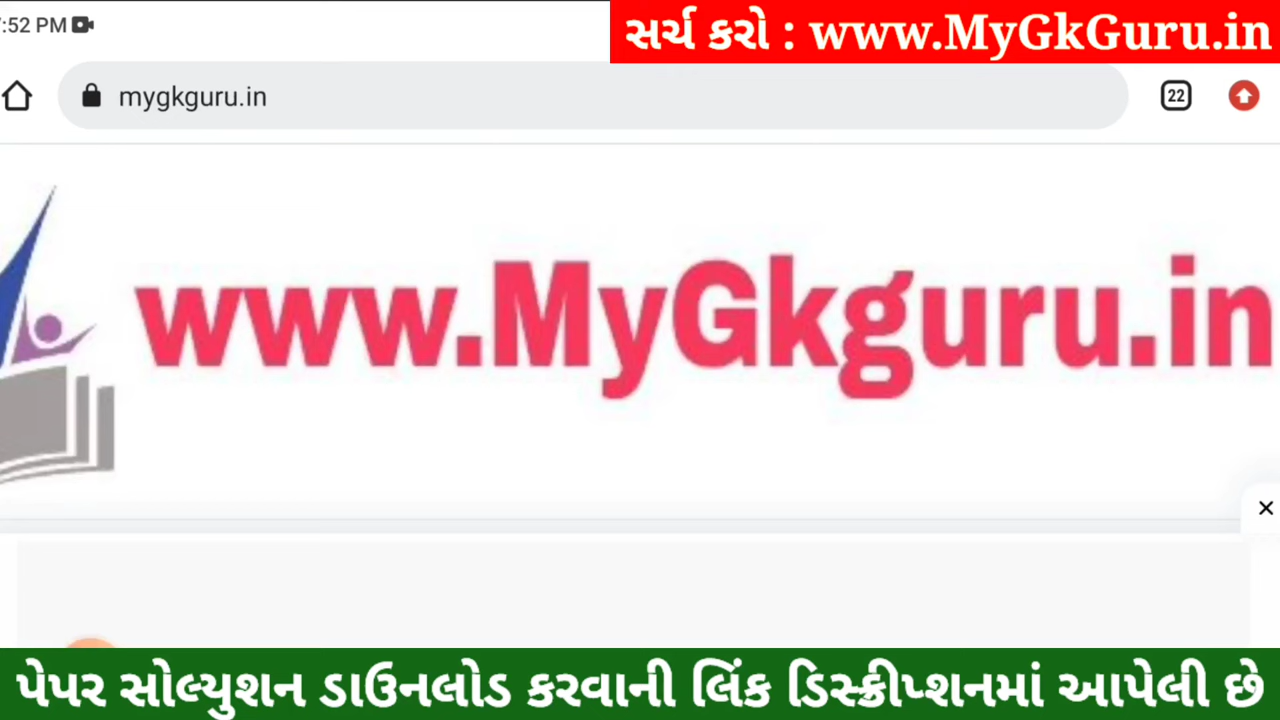 :52 PM
સર્ચ કરો : www.MyGkGuru.in
mygkguru.in
22
www.MyGkguru.in
પેપર સોલ્યુશન ડાઉનલોડ કરવાની લિંક ડિસ્ક્રીપ્શનમાં આપેલી છે